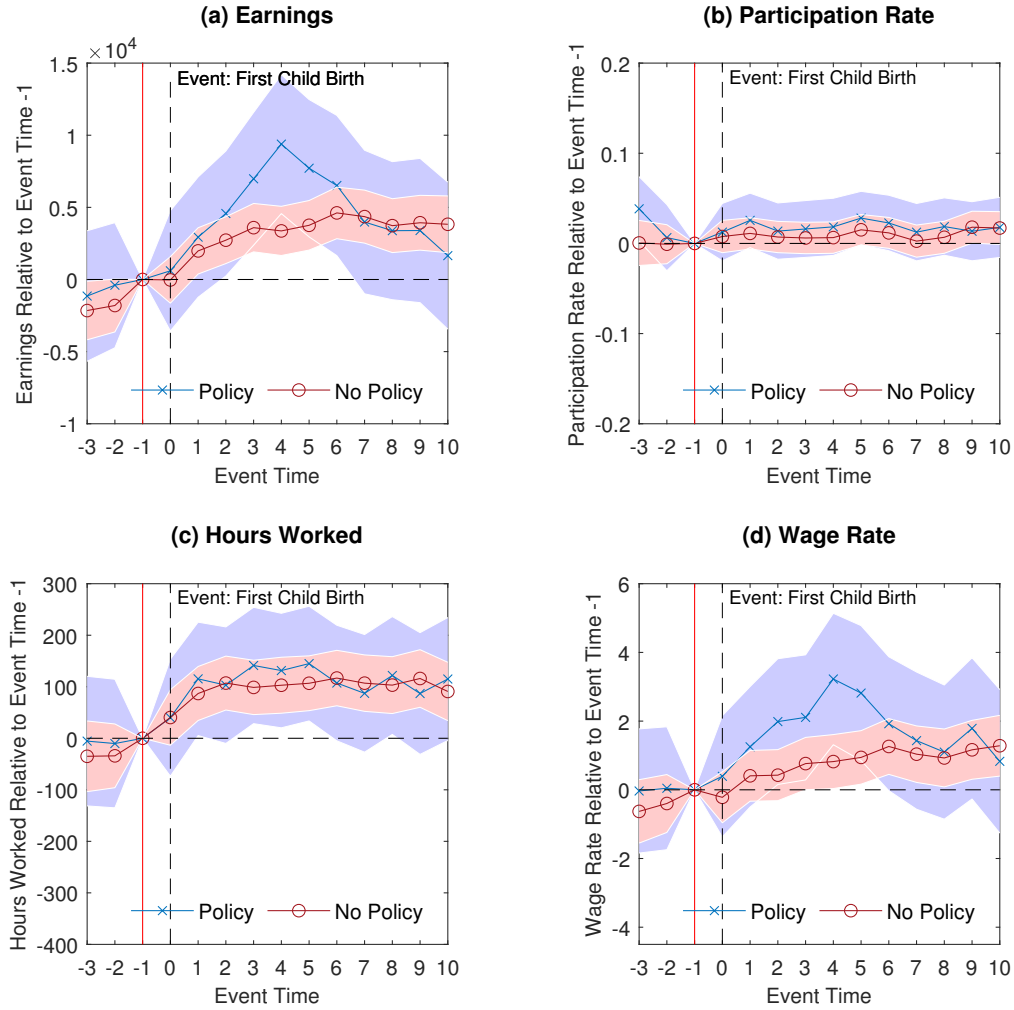 (a) Earnings
×10⁴
Earnings Relative to Event Time -1
1.5
1
0.5
0
-0.5
-1
Event: First Child Birth
Policy No Policy
-3 -2 -1 0 1 2 3 4 5 6 7 8 9 10
Event Time
(b) Participation Rate
Participation Rate Relative to Event Time -1
0.2
0.1
0
-0.1
-0.2
Event: First Child Birth
Policy No Policy
-3 -2 -1 0 1 2 3 4 5 6 7 8 9 10
Event Time
(c) Hours Worked
Hours Worked Relative to Event Time -1
300
200
100
0
-100
-200
-300
-400
Event: First Child Birth
Policy No Policy
-3 -2 -1 0 1 2 3 4 5 6 7 8 9 10
Event Time
(d) Wage Rate
Wage Rate Relative to Event Time -1
6
4
2
0
-2
-4
Event: First Child Birth
Policy No Policy
-3 -2 -1 0 1 2 3 4 5 6 7 8 9 10
Event Time